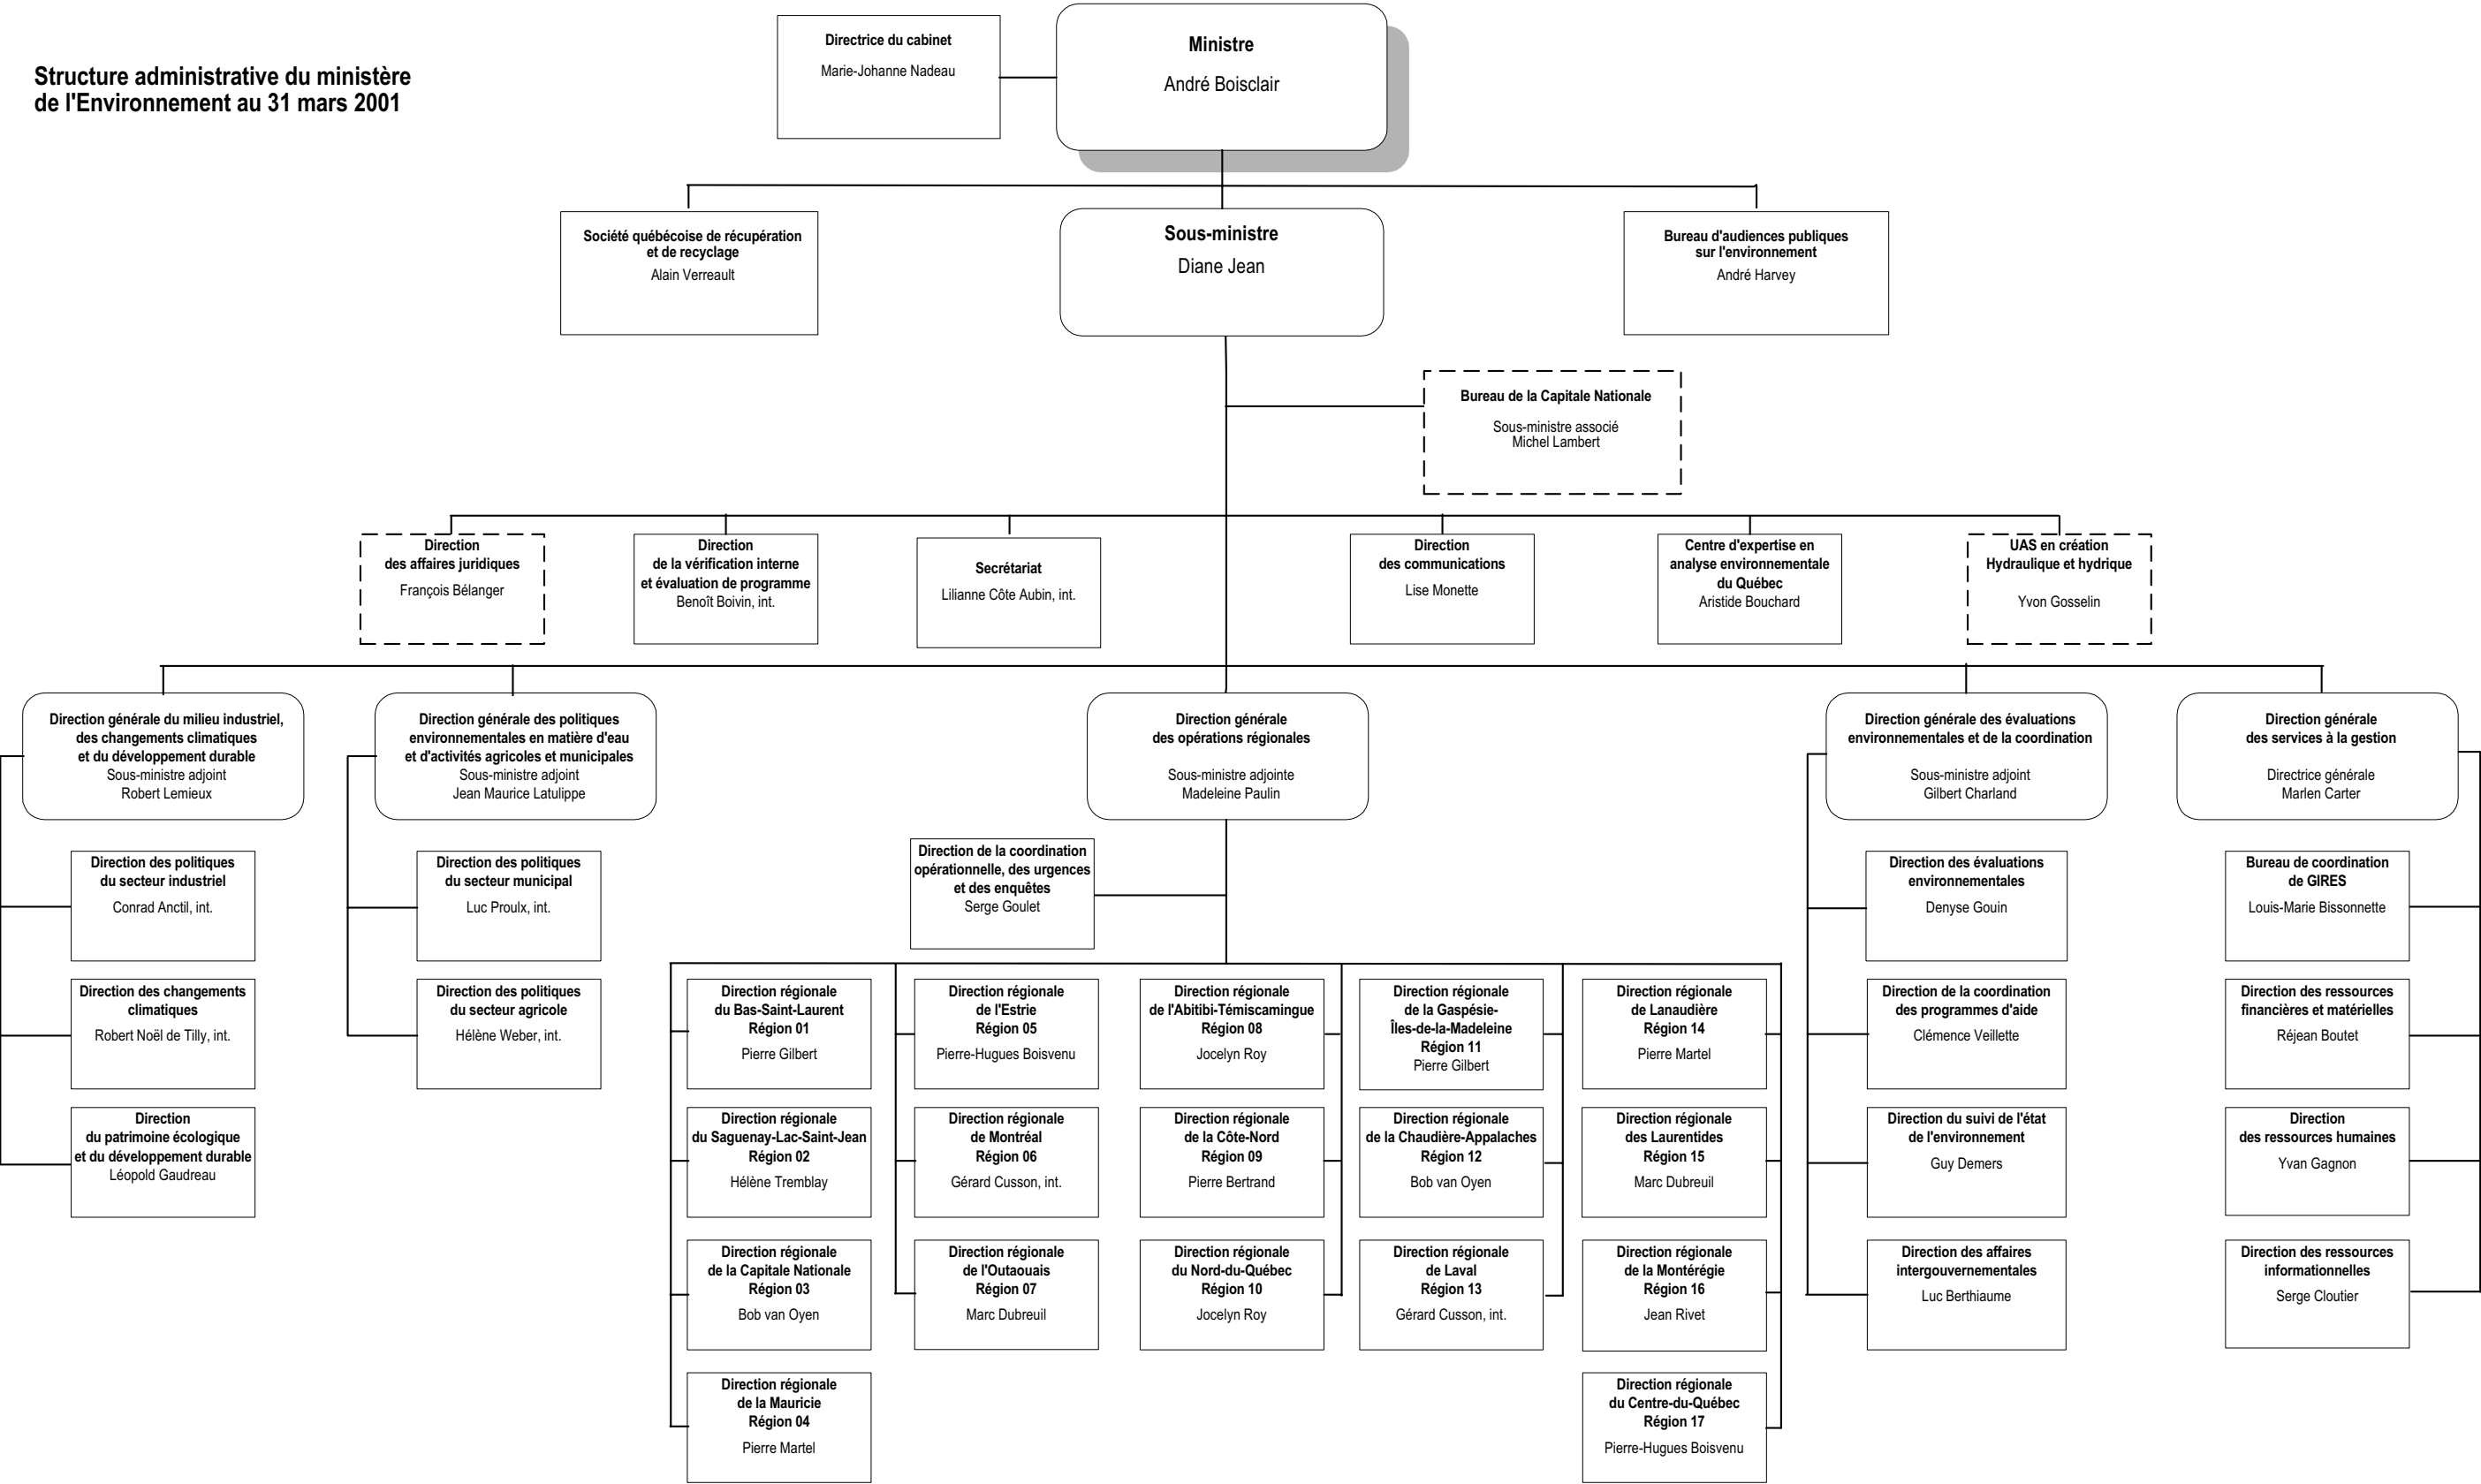 Structure administrative du ministère
de l'Environnement au 31 mars 2001
Directrice du cabinet
Marie-Johanne Nadeau
Ministre
André Boisclair
Société québécoise de récupération
et de recyclage
Alain Verreault
Sous-ministre
Diane Jean
Bureau d'audiences publiques
sur l'environnement
André Harvey
Bureau de la Capitale Nationale
Sous-ministre associé
Michel Lambert
Direction
des affaires juridiques
François Bélanger
Direction
de la vérification interne
et évaluation de programme
Benoît Boivin, int.
Secrétariat
Lilianne Côte Aubin, int.
Direction
des communications
Lise Monette
Centre d'expertise en
analyse environnementale
du Québec
Aristide Bouchard
UAS en création
Hydraulique et hydrique
Yvon Gosselin
Direction générale du milieu industriel,
des changements climatiques
et du développement durable
Sous-ministre adjoint
Robert Lemieux
Direction générale des politiques
environnementales en matière d'eau
et d'activités agricoles et municipales
Sous-ministre adjoint
Jean Maurice Latulippe
Direction générale
des opérations régionales
Sous-ministre adjointe
Madeleine Paulin
Direction générale des évaluations
environnementales et de la coordination
Sous-ministre adjoint
Gilbert Charland
Direction générale
des services à la gestion
Directrice générale
Marlen Carter
Direction des politiques
du secteur industriel
Conrad Anctil, int.
Direction des changements
climatiques
Robert Noël de Tilly, int.
Direction
du patrimoine écologique
et du développement durable
Léopold Gaudreau
Direction des politiques
du secteur municipal
Luc Proulx, int.
Direction des politiques
du secteur agricole
Hélène Weber, int.
Direction de la coordination
opérationnelle, des urgences
et des enquêtes
Serge Goulet
Direction régionale
du Bas-Saint-Laurent
Région 01
Pierre Gilbert
Direction régionale
du Saguenay-Lac-Saint-Jean
Région 02
Hélène Tremblay
Direction régionale
de la Capitale Nationale
Région 03
Bob van Oyen
Direction régionale
de la Mauricie
Région 04
Pierre Martel
Direction régionale
de l'Estrie
Région 05
Pierre-Hugues Boisvenu
Direction régionale
de Montréal
Région 06
Gérard Cusson, int.
Direction régionale
de l'Outaouais
Région 07
Marc Dubreuil
Direction régionale
de l'Abitibi-Témiscamingue
Région 08
Jocelyn Roy
Direction régionale
de la Côte-Nord
Région 09
Pierre Bertrand
Direction régionale
du Nord-du-Québec
Région 10
Jocelyn Roy
Direction régionale
de la Gaspésie-
Îles-de-la-Madeleine
Région 11
Pierre Gilbert
Direction régionale
de la Chaudière-Appalaches
Région 12
Bob van Oyen
Direction régionale
de Laval
Région 13
Gérard Cusson, int.
Direction régionale
de Lanaudière
Région 14
Pierre Martel
Direction régionale
des Laurentides
Région 15
Marc Dubreuil
Direction régionale
de la Montérégie
Région 16
Jean Rivet
Direction régionale
du Centre-du-Québec
Région 17
Pierre-Hugues Boisvenu
Direction des évaluations
environnementales
Denyse Gouin
Direction de la coordination
des programmes d'aide
Clémence Veillette
Direction du suivi de l'état
de l'environnement
Guy Demers
Direction des affaires
intergouvernementales
Luc Berthiaume
Bureau de coordination
de GIRES
Louis-Marie Bissonnette
Direction des ressources
financières et matérielles
Réjean Boutet
Direction
des ressources humaines
Yvan Gagnon
Direction des ressources
informationnelles
Serge Cloutier